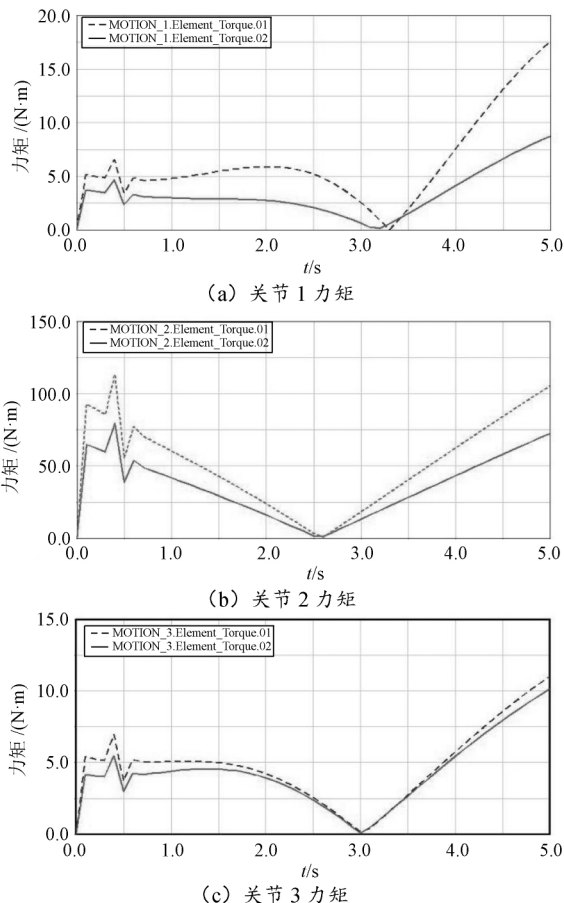 20.0
MOTION_1.Element_Torque.01
MOTION_1.Element_Torque.02
15.0
10.0
5.0
0.0
力矩/(N·m)
0.0 1.0 2.0 3.0 4.0 5.0
t/s
(a) 关节1力矩
150.0
MOTION_2.Element_Torque.01
MOTION_2.Element_Torque.02
100.0
50.0
0.0
力矩/(N·m)
0.0 1.0 2.0 3.0 4.0 5.0
t/s
(b) 关节2力矩
15.0
MOTION_3.Element_Torque.01
MOTION_3.Element_Torque.02
10.0
5.0
0.0
力矩/(N·m)
0.0 1.0 2.0 3.0 4.0 5.0
t/s
(c) 关节3力矩